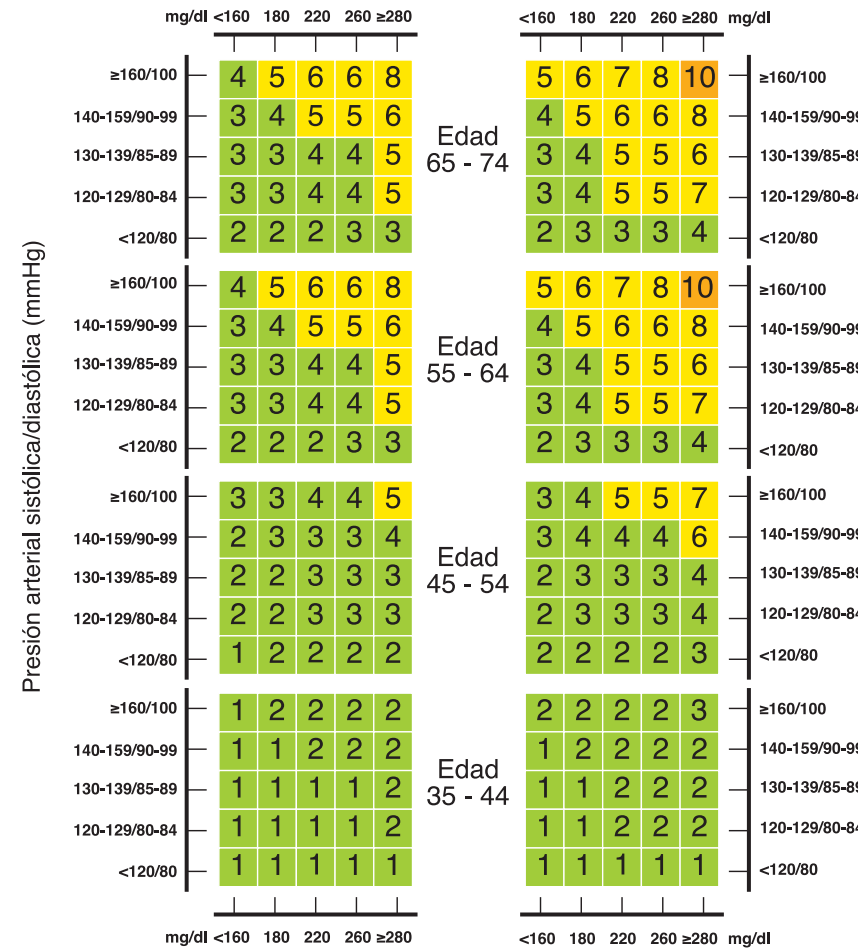 mg/dl <160 180 220 260 ≥280 <160 180 220 260 ≥280 mg/dl
≥160/100 4 5 6 6 8 5 6 7 8 10 ≥160/100
140-159/90-99 3 4 5 5 6 4 5 6 6 8 140-159/90-99
Edad
65 - 74
130-139/85-89 3 3 4 4 5 3 4 5 5 6 130-139/85-89
120-129/80-84 3 3 4 4 5 3 4 5 5 7 120-129/80-84
<120/80 2 2 2 3 3 2 3 3 3 4 <120/80
Presión arterial sistólica/diastólica (mmHg)
≥160/100 4 5 6 6 8 5 6 7 8 10 ≥160/100
140-159/90-99 3 4 5 5 6 4 5 6 6 8 140-159/90-99
Edad
55 - 64
130-139/85-89 3 3 4 4 5 3 4 5 5 6 130-139/85-89
120-129/80-84 3 3 4 4 5 3 4 5 5 7 120-129/80-84
<120/80 2 2 2 3 3 2 3 3 3 4 <120/80
≥160/100 3 3 4 4 5 3 4 5 5 7 ≥160/100
140-159/90-99 2 3 3 3 4 3 4 4 4 6 140-159/90-99
Edad
45 - 54
130-139/85-89 2 2 3 3 3 2 3 3 3 4 130-139/85-89
120-129/80-84 2 2 3 3 3 2 3 3 3 4 120-129/80-84
<120/80 1 2 2 2 2 2 2 2 2 3 <120/80
≥160/100 1 2 2 2 2 2 2 2 2 3 ≥160/100
140-159/90-99 1 1 2 2 2 1 2 2 2 2 140-159/90-99
Edad
35 - 44
130-139/85-89 1 1 1 1 2 1 1 2 2 2 130-139/85-89
120-129/80-84 1 1 1 1 2 1 1 2 2 2 120-129/80-84
<120/80 1 1 1 1 1 1 1 1 1 1 <120/80
mg/dl <160 180 220 260 ≥280 <160 180 220 260 ≥280 mg/dl